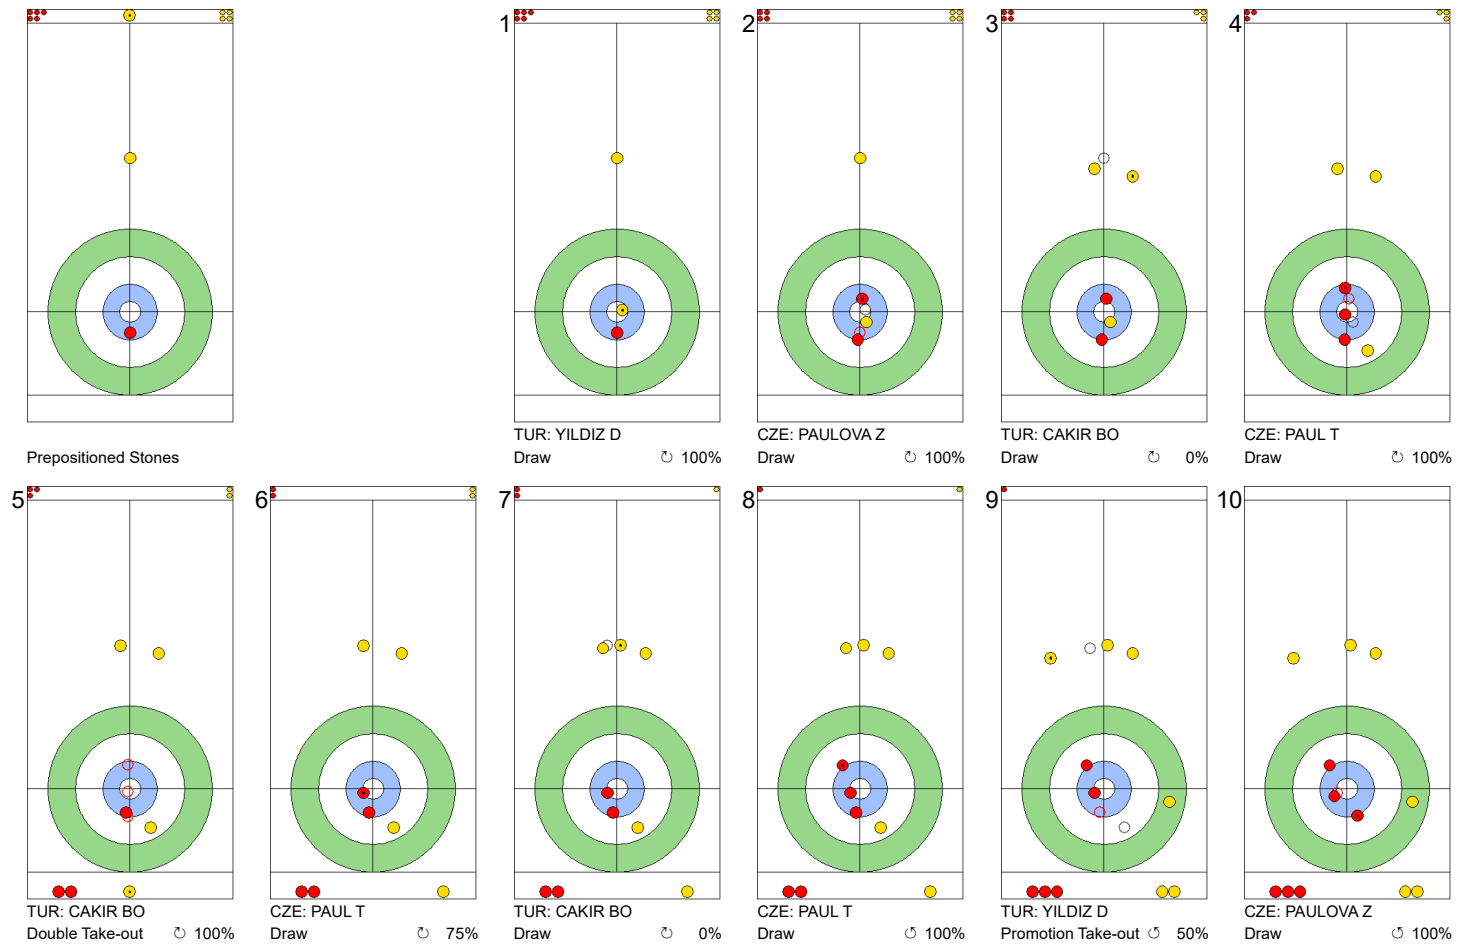 Prepositioned Stones
1
TUR: YILDIZ D
Draw ↻ 100%
2
CZE: PAULOVA Z
Draw ↻ 100%
3
TUR: CAKIR BO
Draw ↻ 0%
4
CZE: PAUL T
Draw ↺ 100%
5
TUR: CAKIR BO
Double Take-out ↻ 100%
6
CZE: PAUL T
Draw ↻ 75%
7
TUR: CAKIR BO
Draw ↻ 0%
8
CZE: PAUL T
Draw ↺ 100%
9
TUR: YILDIZ D
Promotion Take-out ↺ 50%
10
CZE: PAULOVA Z
Draw ↺ 100%